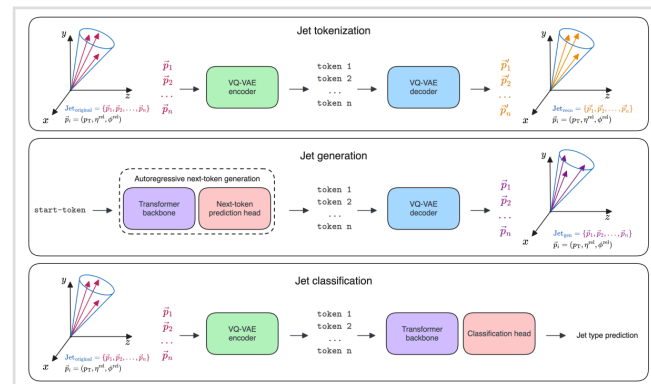 Jet tokenization
y
x
z
Jet_original = {p⃗₁, p⃗₂, . . . , p⃗ₙ}
p⃗ᵢ = (p_T, η^rel, φ^rel)
p⃗₁
p⃗₂
...
p⃗ₙ
VQ-VAE
encoder
token 1
token 2
...
token n
VQ-VAE
decoder
p⃗′₁
p⃗′₂
...
p⃗′ₙ
y
x
z
Jet_reco = {p⃗′₁, p⃗′₂, . . . , p⃗′ₙ}
p⃗ᵢ = (p_T, η^rel, φ^rel)
Jet generation
start-token
Autoregressive next-token generation
Transformer
backbone
Next-token
prediction head
token 1
token 2
...
token n
VQ-VAE
decoder
p⃗₁
p⃗₂
...
p⃗ₙ
y
x
z
Jet_gen = {p⃗₁, p⃗₂, . . . , p⃗ₙ}
p⃗ᵢ = (p_T, η^rel, φ^rel)
Jet classification
y
x
z
Jet_original = {p⃗₁, p⃗₂, . . . , p⃗ₙ}
p⃗ᵢ = (p_T, η^rel, φ^rel)
p⃗₁
p⃗₂
...
p⃗ₙ
VQ-VAE
encoder
token 1
token 2
...
token n
Transformer
backbone
Classification head
Jet type prediction